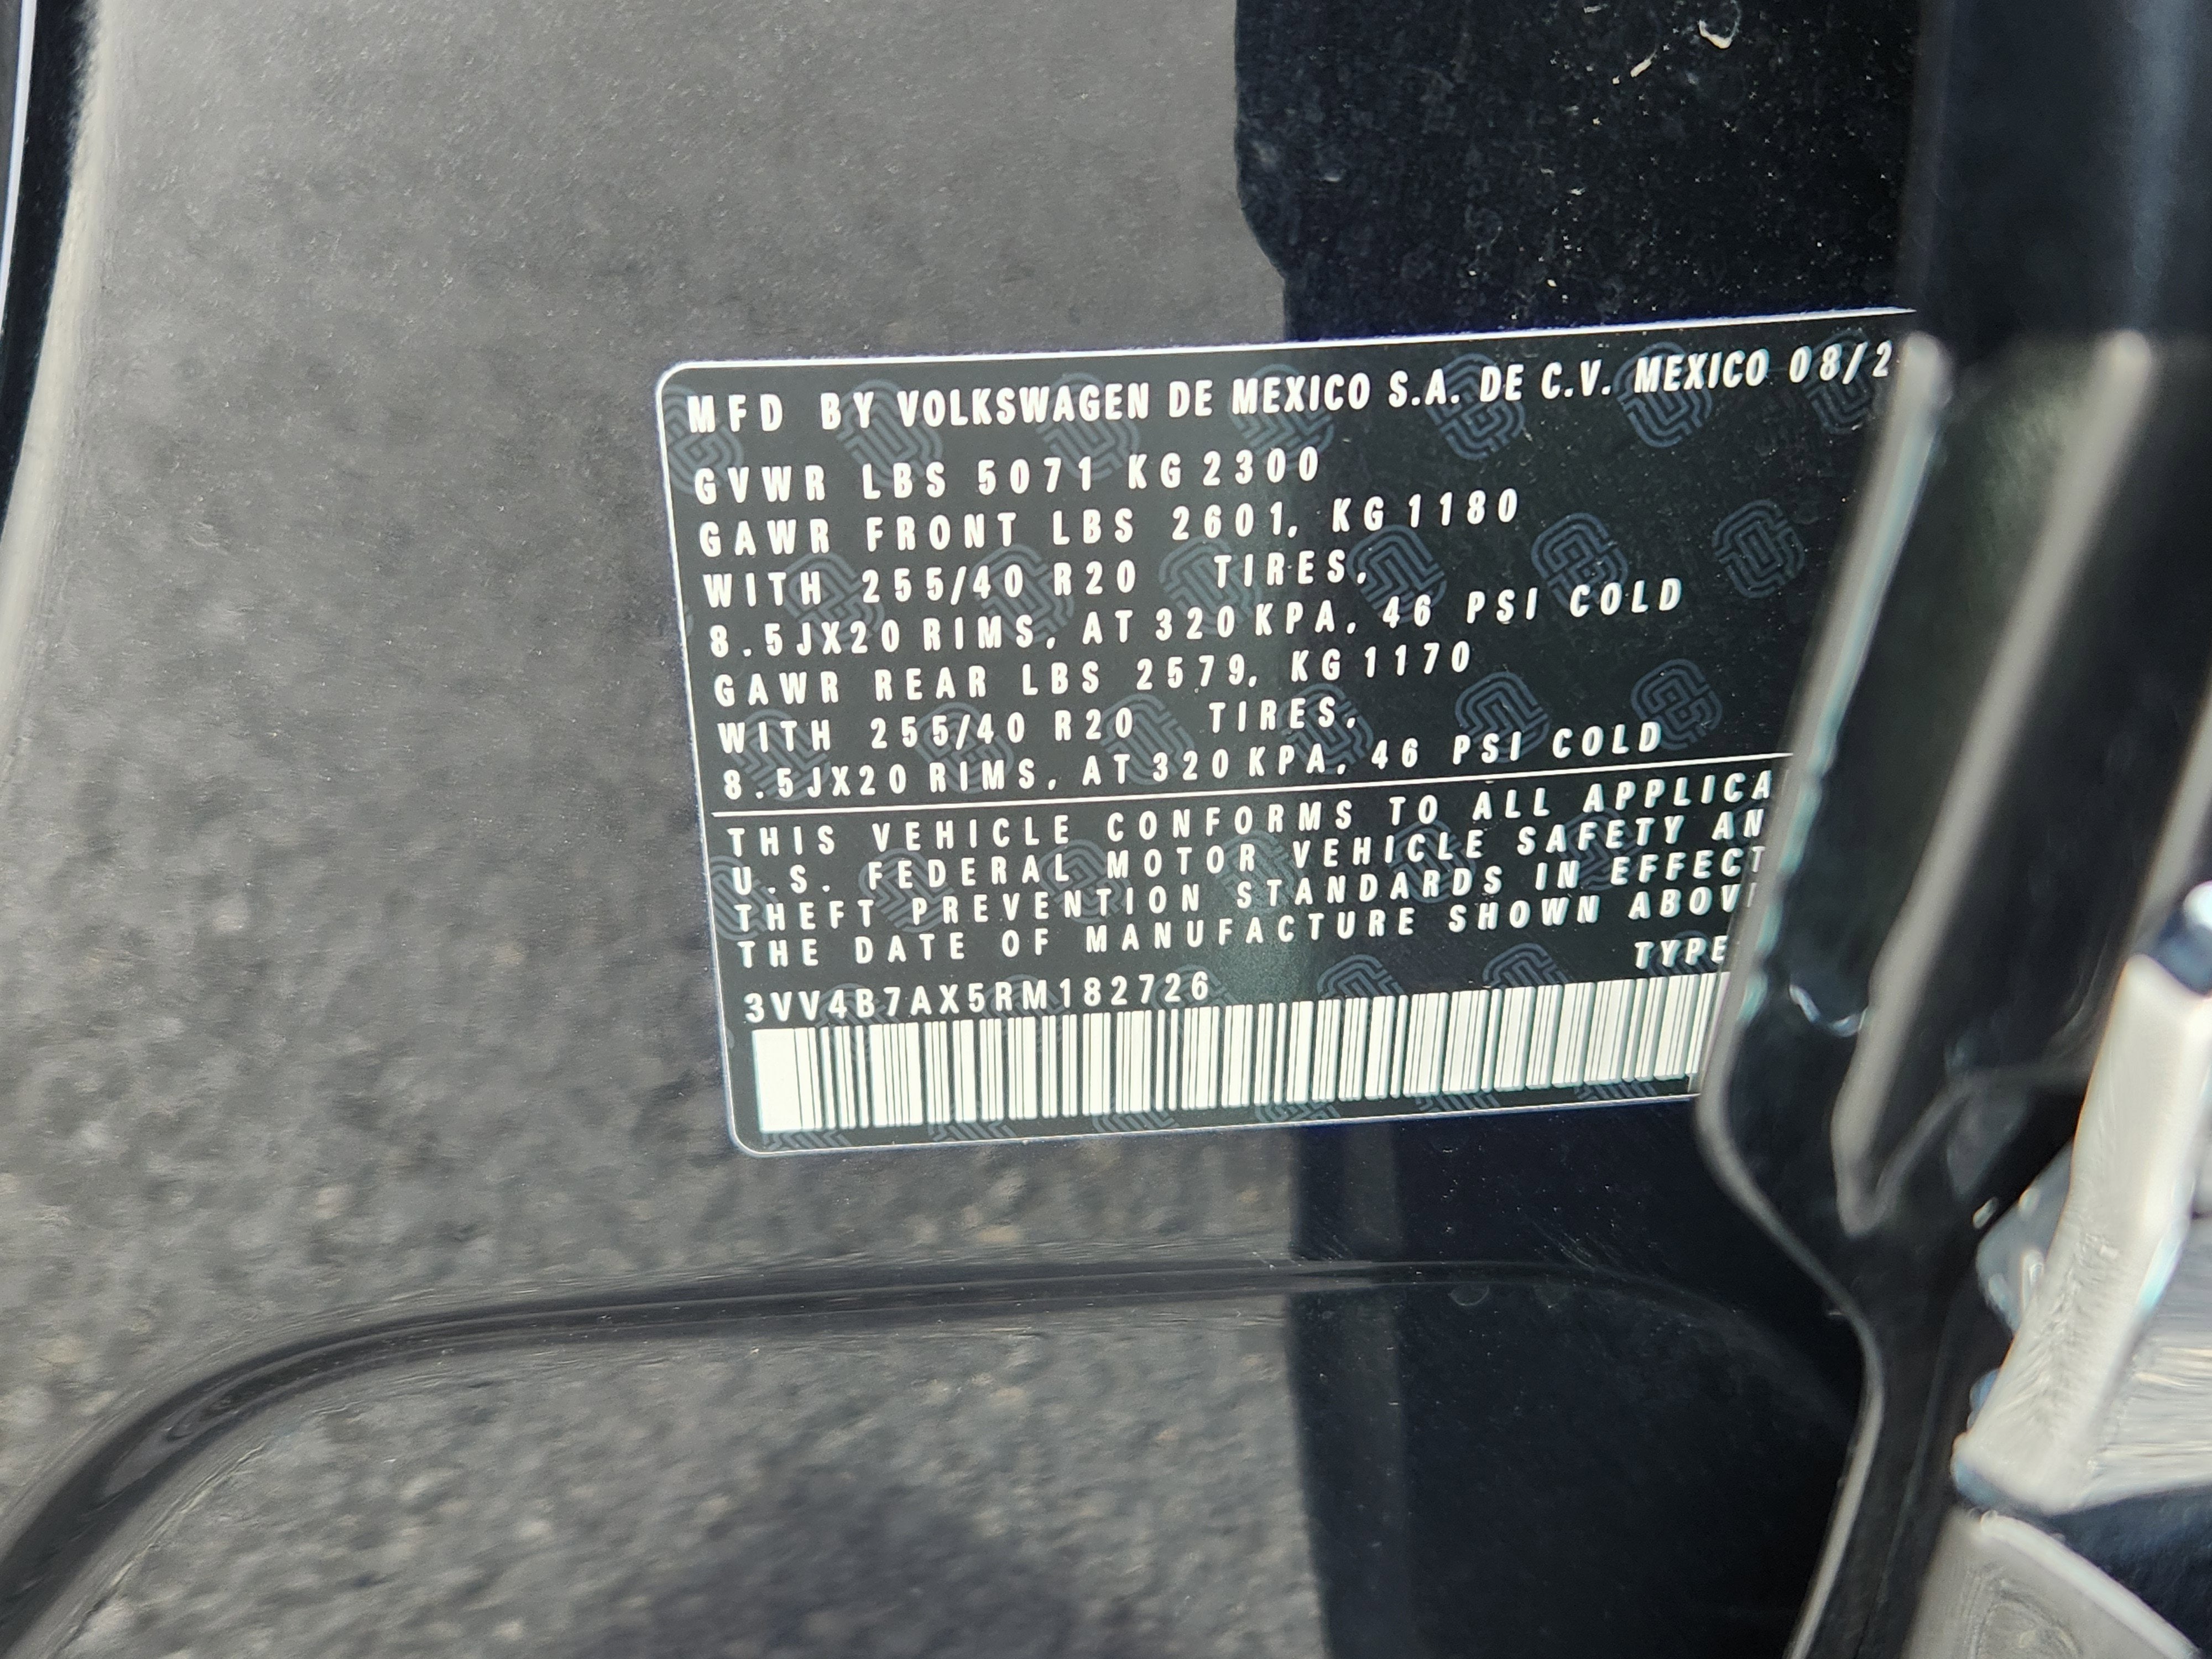 MFD BY VOLKSWAGEN DE MEXICO S.A. DE C.V. MEXICO 08/2
GVWR LBS 5071 KG 2300
GAWR FRONT LBS 2601, KG 1180
WITH 255/40 R20 TIRES,
8.5JX20 RIMS, AT 320 KPA, 46 PSI COLD
GAWR REAR LBS 2579, KG 1170
WITH 255/40 R20 TIRES,
8.5JX20 RIMS, AT 320 KPA, 46 PSI COLD
THIS VEHICLE CONFORMS TO ALL APPLICA
U.S. FEDERAL MOTOR VEHICLE SAFETY AN
THEFT PREVENTION STANDARDS IN EFFECT
THE DATE OF MANUFACTURE SHOWN ABOV
TYPE
3VV4B7AX5RM182726